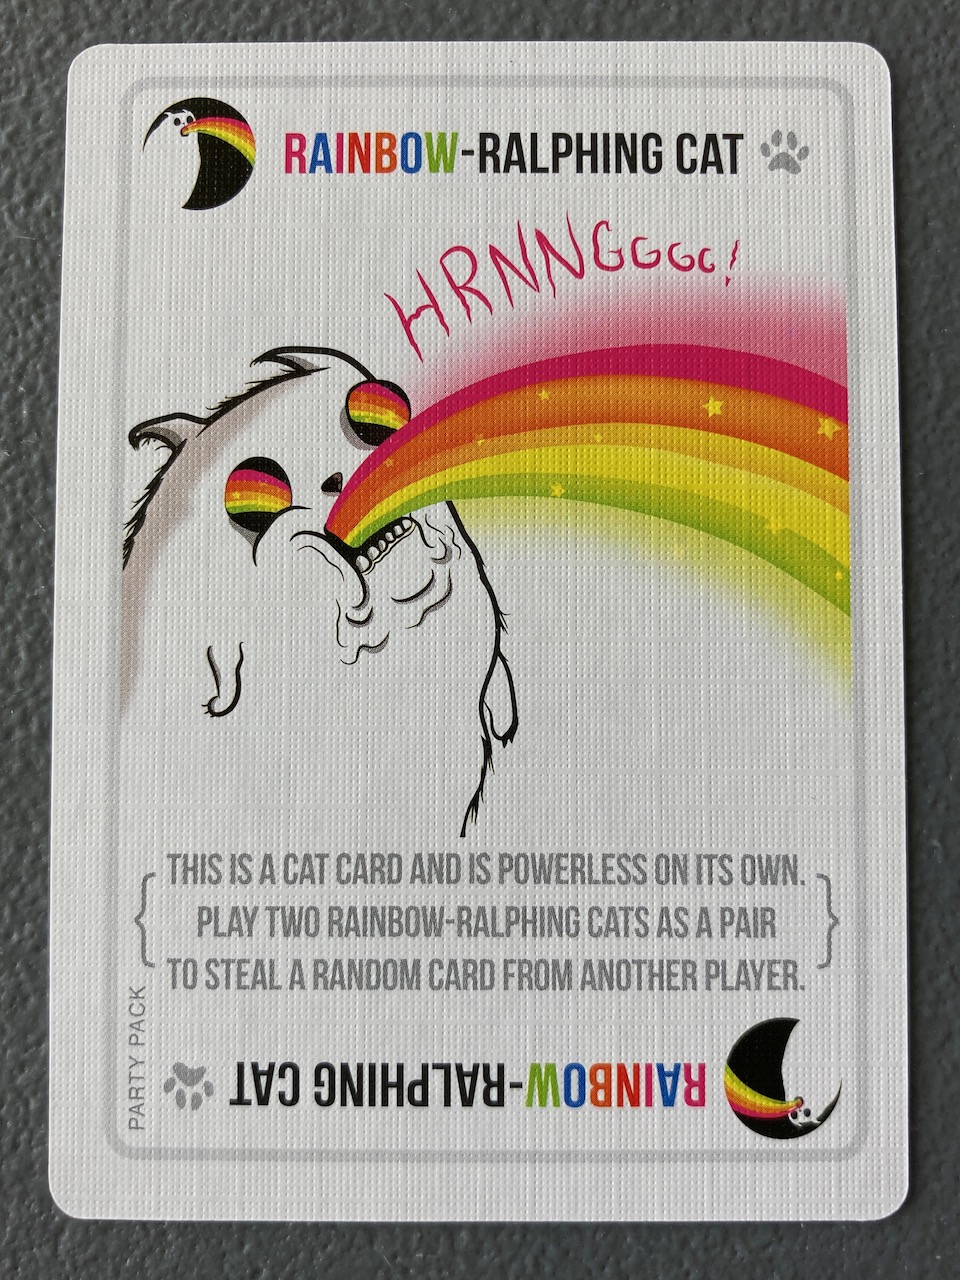 RAINBOW-RALPHING CAT
HRNNGGGGG!
THIS IS A CAT CARD AND IS POWERLESS ON ITS OWN.
PLAY TWO RAINBOW-RALPHING CATS AS A PAIR
TO STEAL A RANDOM CARD FROM ANOTHER PLAYER.
PARTY PACK
RAINBOW-RALPHING CAT